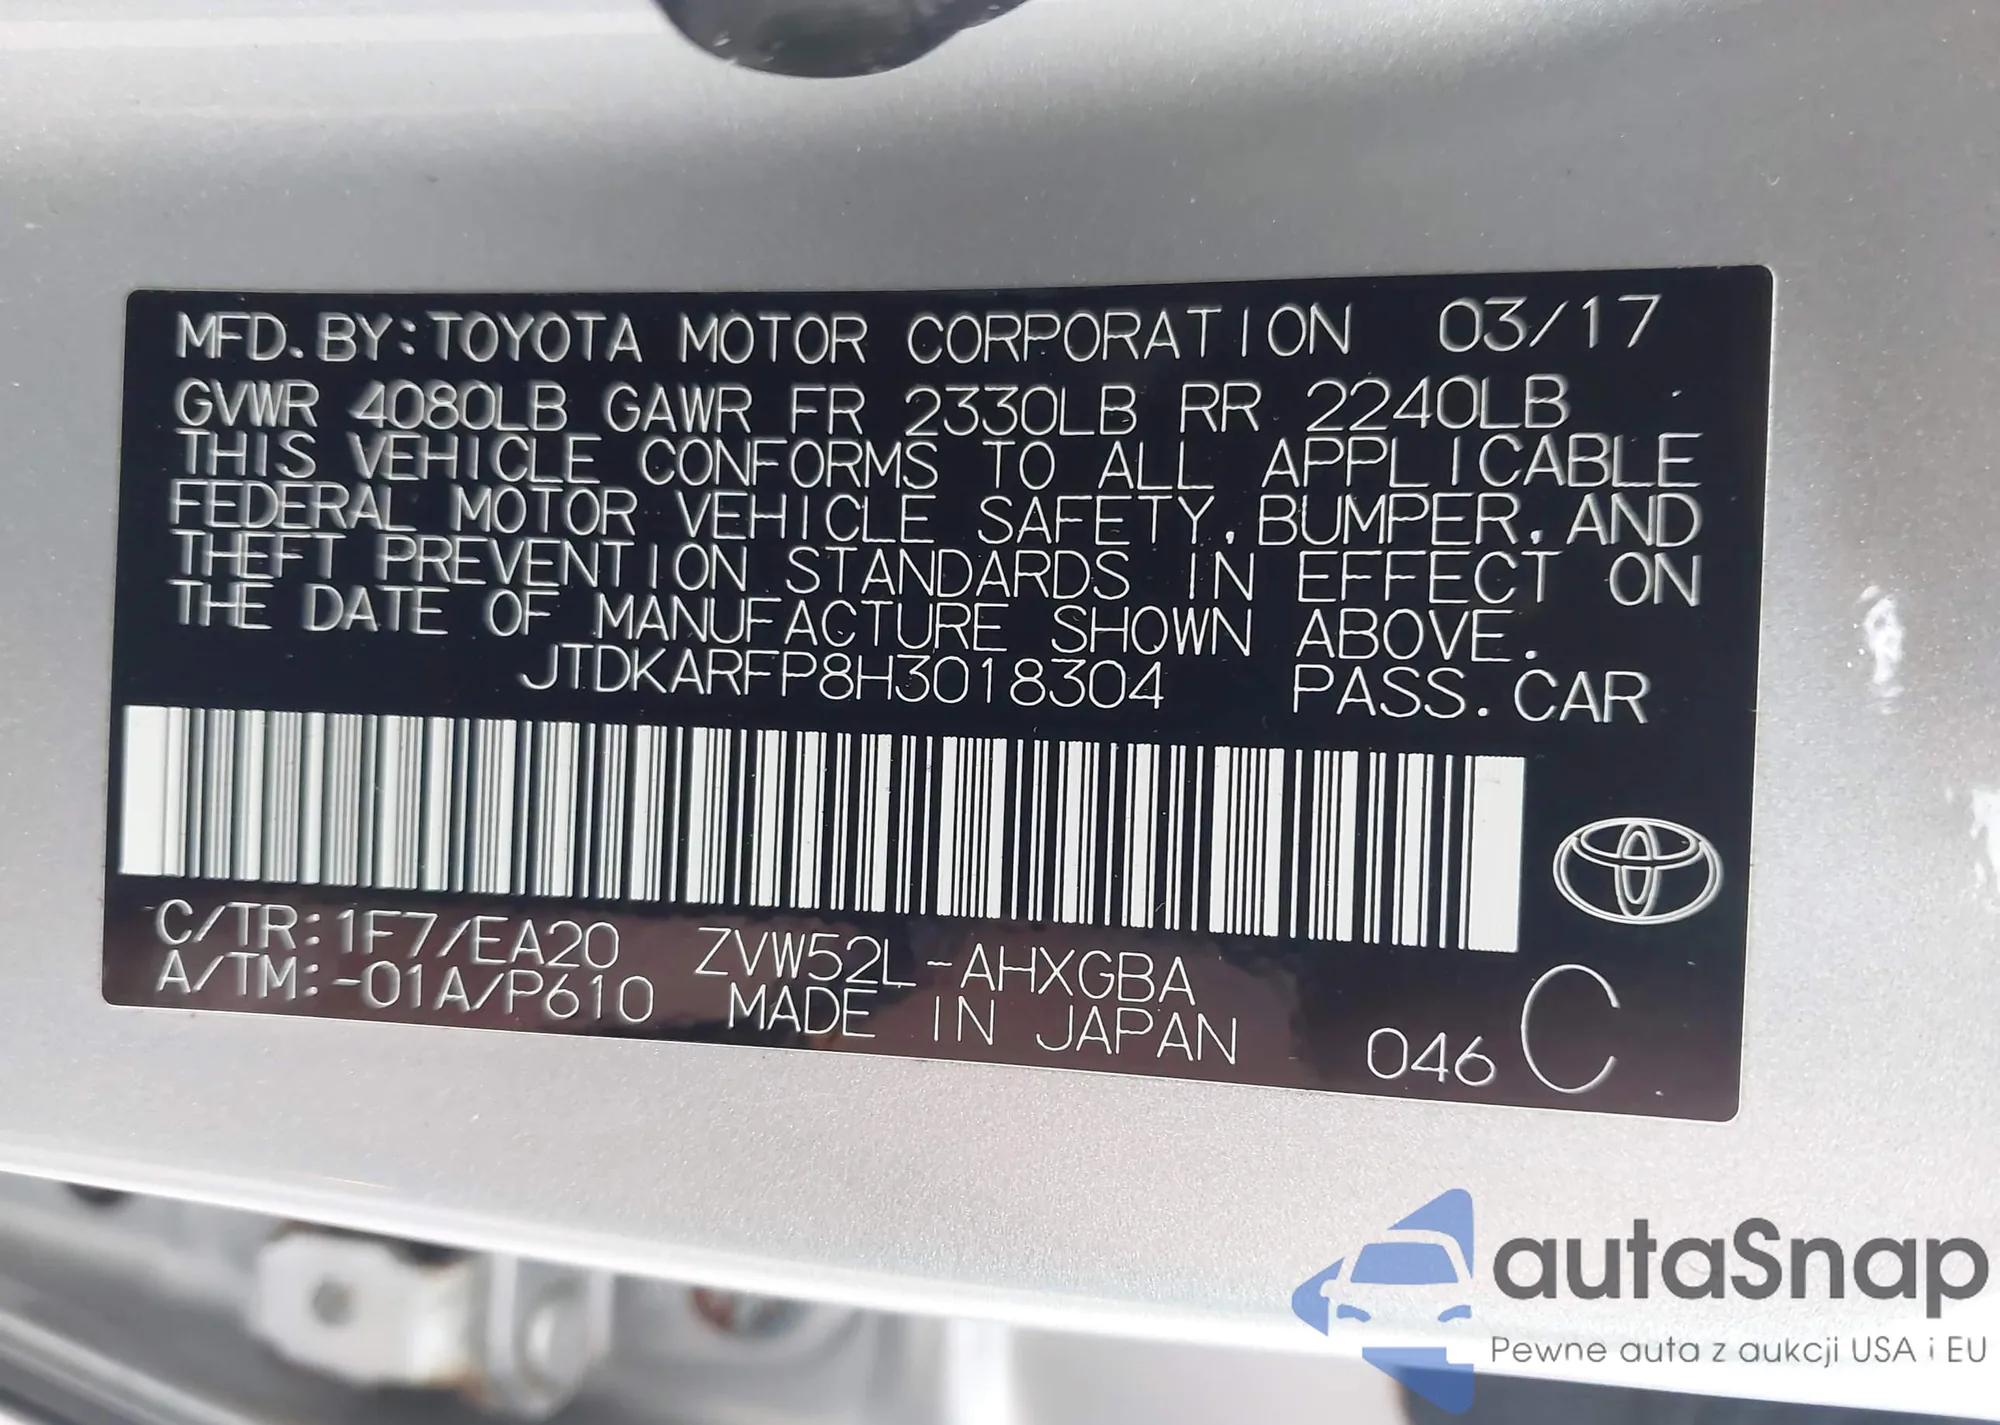 MFD. BY: TOYOTA MOTOR CORPORATION 03/17
GVWR 4080LB GAWR FR 2330LB RR 2240LB
THIS VEHICLE CONFORMS TO ALL APPLICABLE
FEDERAL MOTOR VEHICLE SAFETY, BUMPER, AND
THEFT PREVENTION STANDARDS IN EFFECT ON
THE DATE OF MANUFACTURE SHOWN ABOVE.
JTDKARFP8H3018304 PASS. CAR
C/TR: 1F7/EA20 ZVW52L-AHXGBA
A/TM: -01A/P610 MADE IN JAPAN 046 C
autaSnap
Pewne auta z aukcji USA i EU